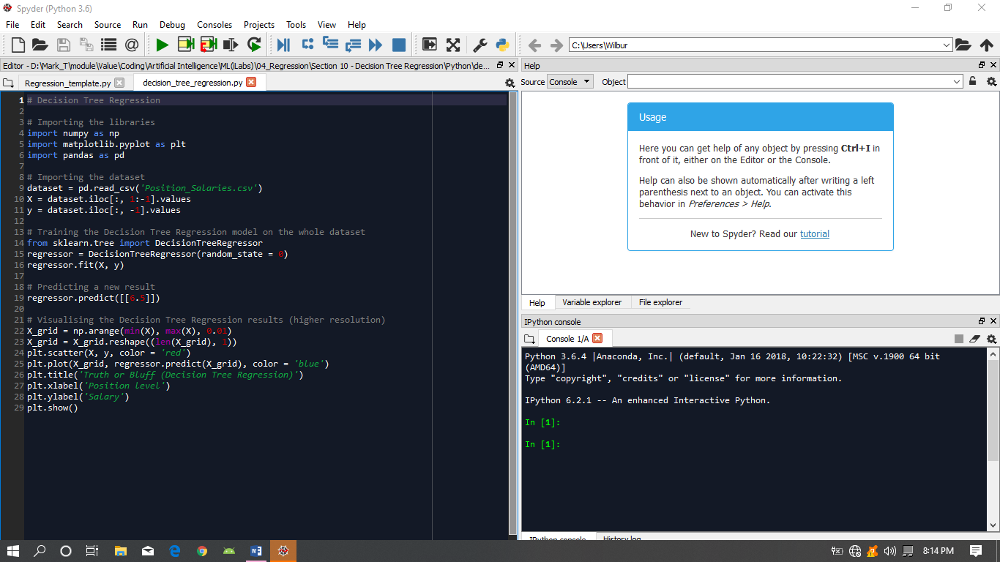 Spyder (Python 3.6)
File Edit Search Source Run Debug Consoles Projects Tools View Help
C:\Users\Wilbur
Editor - D:\Mark_T\module\Value\Coding\Artificial Intelligence\ML(iLabs)\04_Regression\Section 10 - Decision Tree Regression\Python\de...
Regression_template.py decision_tree_regression.py
1 # Decision Tree Regression
2
3 # Importing the libraries
4 import numpy as np
5 import matplotlib.pyplot as plt
6 import pandas as pd
7
8 # Importing the dataset
9 dataset = pd.read_csv('Position_Salaries.csv')
10 X = dataset.iloc[:, 1:-1].values
11 y = dataset.iloc[:, -1].values
12
13 # Training the Decision Tree Regression model on the whole dataset
14 from sklearn.tree import DecisionTreeRegressor
15 regressor = DecisionTreeRegressor(random_state = 0)
16 regressor.fit(X, y)
17
18 # Predicting a new result
19 regressor.predict([[6.5]])
20
21 # Visualising the Decision Tree Regression results (higher resolution)
22 X_grid = np.arange(min(X), max(X), 0.01)
23 X_grid = X_grid.reshape((len(X_grid), 1))
24 plt.scatter(X, y, color = 'red')
25 plt.plot(X_grid, regressor.predict(X_grid), color = 'blue')
26 plt.title('Truth or Bluff (Decision Tree Regression)')
27 plt.xlabel('Position level')
28 plt.ylabel('Salary')
29 plt.show()
Help
Source Console Object
Usage
Here you can get help of any object by pressing Ctrl+I in
front of it, either on the Editor or the Console.
Help can also be shown automatically after writing a left
parenthesis next to an object. You can activate this
behavior in Preferences > Help.
New to Spyder? Read our tutorial
Help Variable explorer File explorer
IPython console
Console 1/A
Python 3.6.4 |Anaconda, Inc.| (default, Jan 16 2018, 10:22:32) [MSC v.1900 64 bit
(AMD64)]
Type "copyright", "credits" or "license" for more information.
IPython 6.2.1 -- An enhanced Interactive Python.
In [1]:
In [1]:
IPython console History log
8:14 PM